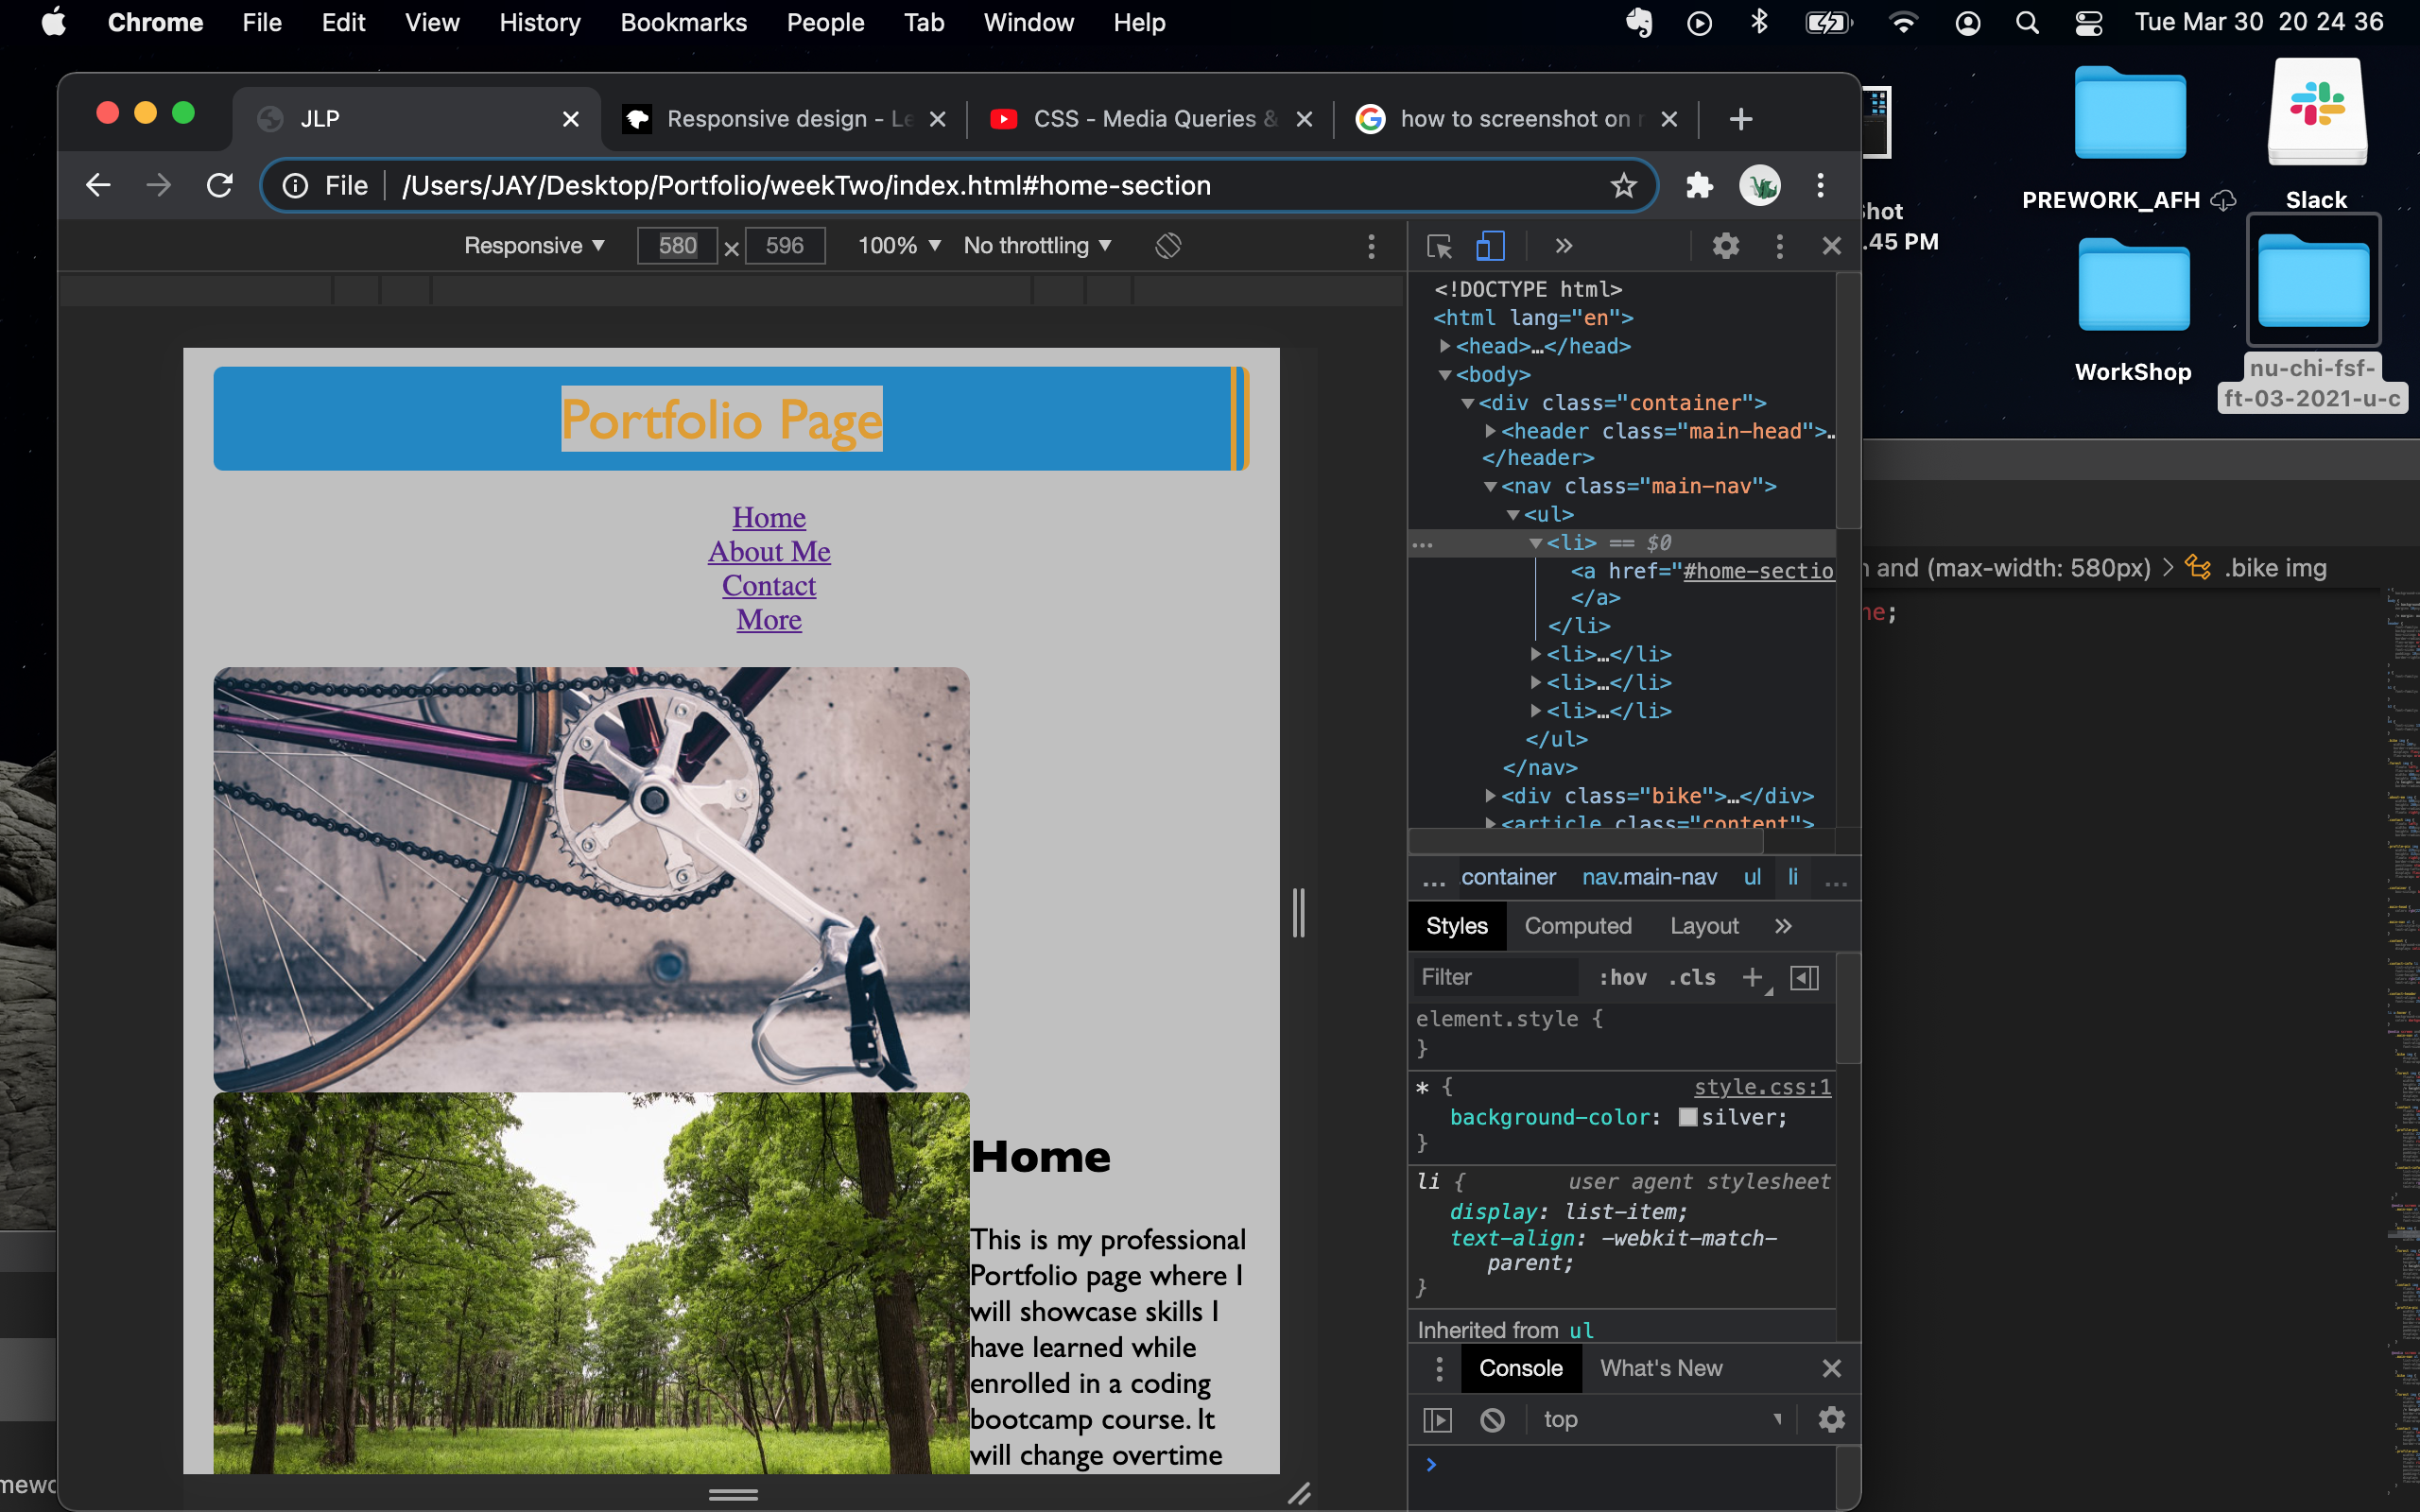 Chrome File Edit View History Bookmarks People Tab Window Help
Tue Mar 30 20 24 36
JLP
Responsive design - Le
CSS - Media Queries &
how to screenshot on
File
/Users/JAY/Desktop/Portfolio/weekTwo/index.html#home-section
Responsive 580 × 596 100% No throttling
Portfolio Page
Home
About Me
Contact
More
Home
This is my professional
Portfolio page where I
will showcase skills I
have learned while
enrolled in a coding
bootcamp course. It
will change overtime
<!DOCTYPE html>
<html lang="en">
<head>…</head>
<body>
<div class="container">
<header class="main-head">…
</header>
<nav class="main-nav">
<ul>
… <li> == $0
<a href="#home-sectio
</a>
</li>
<li>…</li>
<li>…</li>
<li>…</li>
</ul>
</nav>
<div class="bike">…</div>
<article class="content">
… .container nav.main-nav ul li …
Styles Computed Layout
Filter :hov .cls
element.style {
}
* { style.css:1
background-color: silver;
}
li { user agent stylesheet
display: list-item;
text-align: -webkit-match-
parent;
}
Inherited from ul
Console What's New
top
hot
.45 PM
PREWORK_AFH
Slack
WorkShop
nu-chi-fsf-
ft-03-2021-u-c
and (max-width: 580px) > .bike img
ne;
mewo